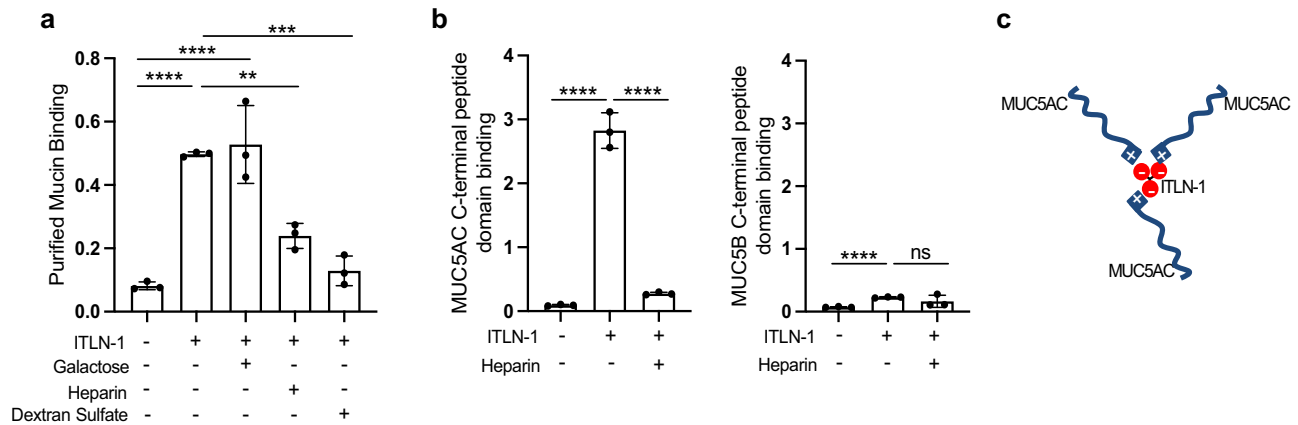 a
***
****
****
**
0.8
0.6
0.4
0.2
0.0
Purified Mucin Binding
ITLN-1 - + + + +
Galactose - - + - -
Heparin - - - + -
Dextran Sulfate - - - - +
b
4
3
2
1
0
MUC5AC C-terminal peptide
domain binding
**** ****
ITLN-1 - + +
Heparin - - +
4
3
2
1
0
MUC5B C-terminal peptide
domain binding
**** ns
ITLN-1 - + +
Heparin - - +
c
MUC5AC MUC5AC
+ +
- -
- ITLN-1
+
MUC5AC